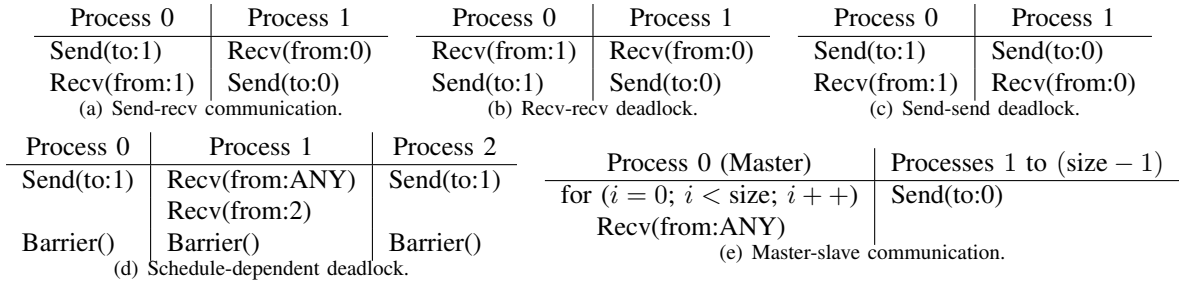 Process 0 Process 1 Process 0 Process 1 Process 0 Process 1
Send(to:1) Recv(from:0) Recv(from:1) Recv(from:0) Send(to:1) Send(to:0)
Recv(from:1) Send(to:0) Send(to:1) Send(to:0) Recv(from:1) Recv(from:0)
(a) Send-recv communication. (b) Recv-recv deadlock. (c) Send-send deadlock.
Process 0 Process 1 Process 2
Send(to:1) Recv(from:ANY) Send(to:1)
Recv(from:2)
Barrier() Barrier() Barrier()
(d) Schedule-dependent deadlock.
Process 0 (Master) Processes 1 to (size − 1)
for (i = 0; i < size; i + +) Send(to:0)
Recv(from:ANY)
(e) Master-slave communication.